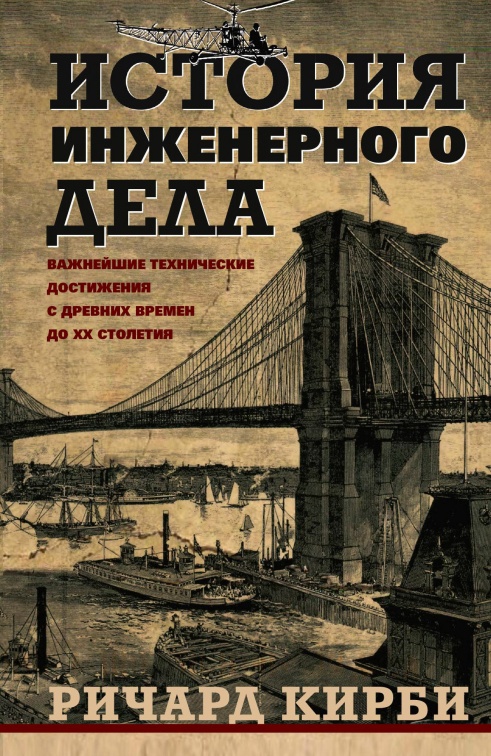 ИСТОРИЯ
ИНЖЕНЕРНОГО
ДЕЛА
ВАЖНЕЙШИЕ ТЕХНИЧЕСКИЕ
ДОСТИЖЕНИЯ
С ДРЕВНИХ ВРЕМЕН
ДО XX СТОЛЕТИЯ
РИЧАРД КИРБИ